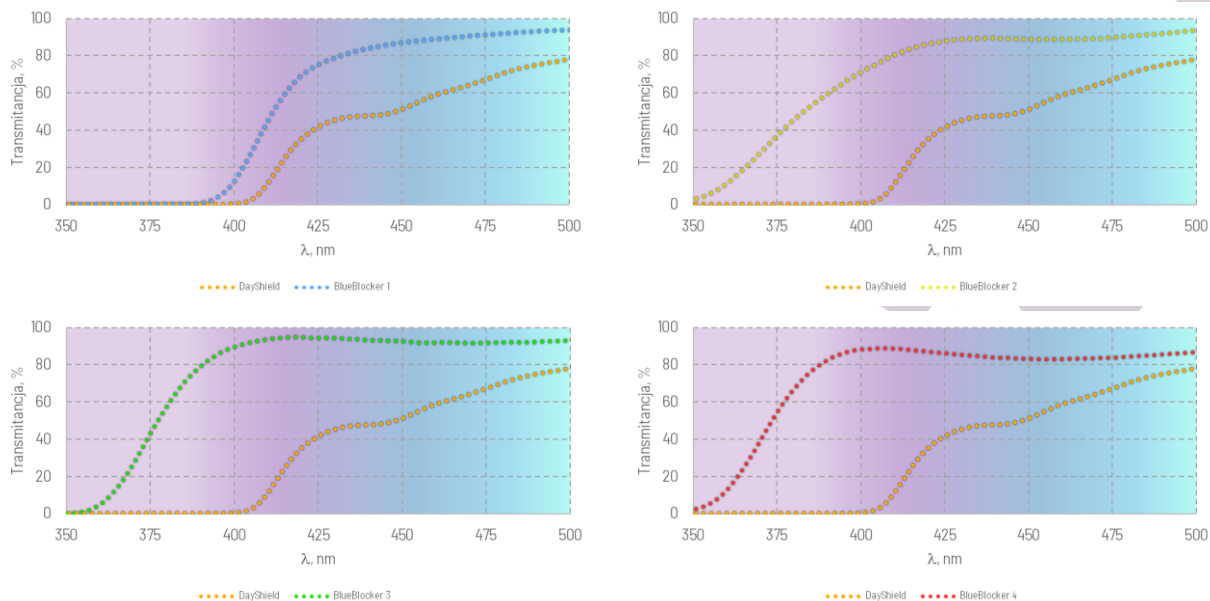 100
80
60
40
20
0
Transmitancja, %
350 375 400 425 450 475 500
λ, nm
DayShield BlueBlocker 1
100
80
60
40
20
0
Transmitancja, %
350 375 400 425 450 475 500
λ, nm
DayShield BlueBlocker 2
100
80
60
40
20
0
Transmitancja, %
350 375 400 425 450 475 500
λ, nm
DayShield BlueBlocker 3
100
80
60
40
20
0
Transmitancja, %
350 375 400 425 450 475 500
λ, nm
DayShield BlueBlocker 4